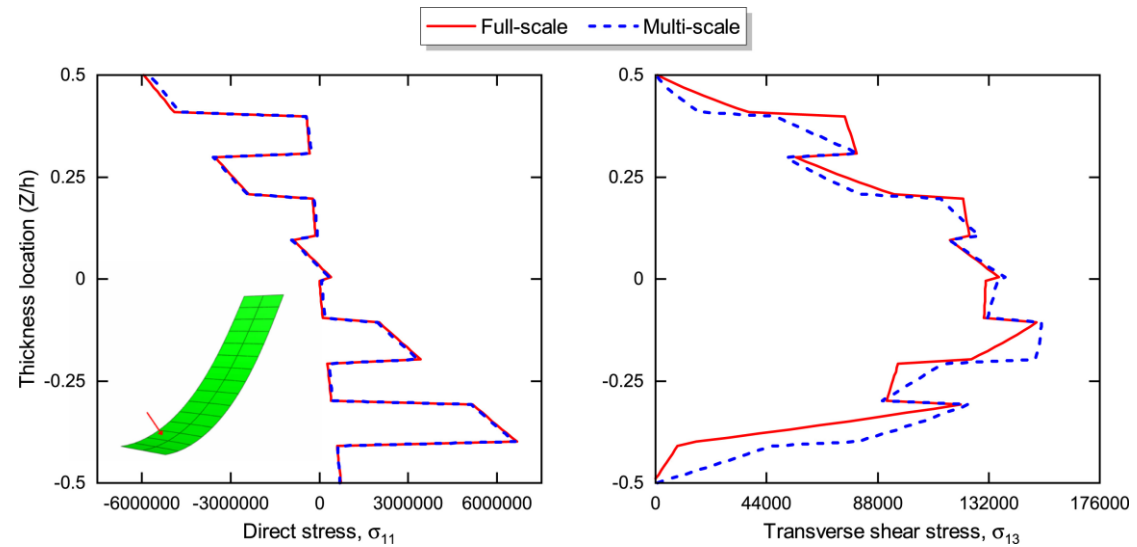 Full-scale Multi-scale
0.5
0.25
0
-0.25
-0.5
Thickness location (Z/h)
-6000000 -3000000 0 3000000 6000000
Direct stress, σ11
0.5
0.25
0
-0.25
-0.5
0 44000 88000 132000 176000
Transverse shear stress, σ13